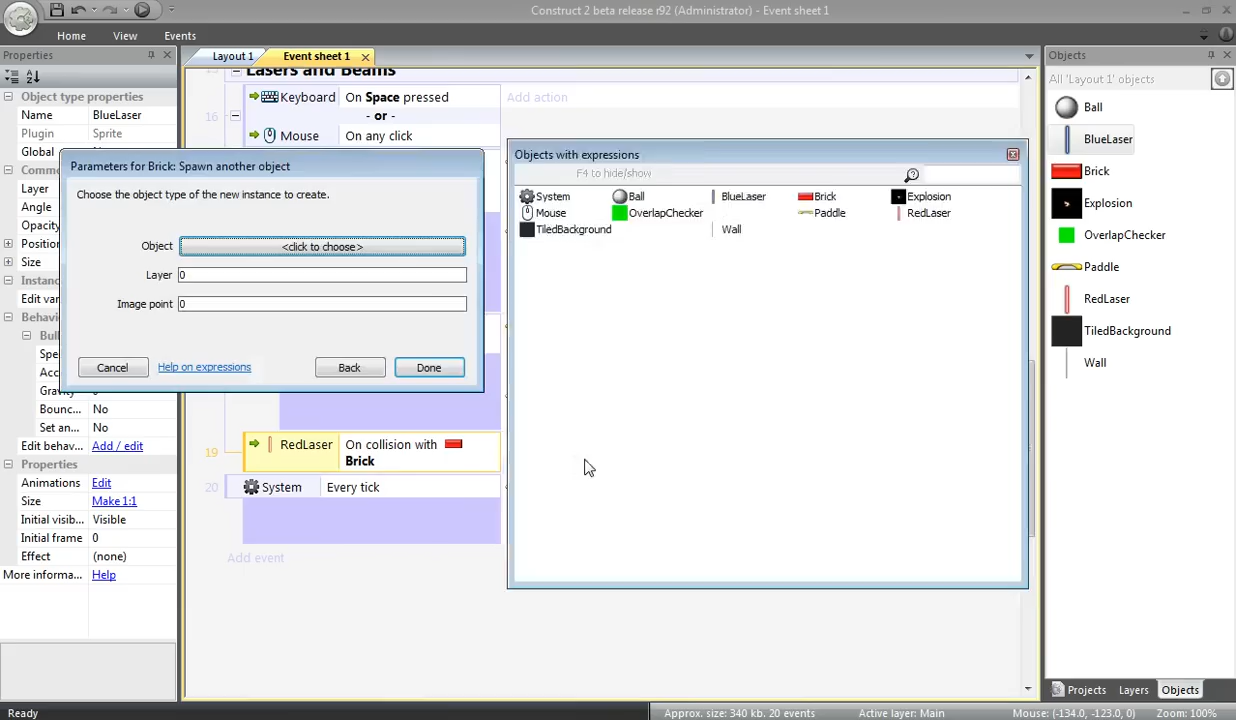 Construct 2 beta release r92 (Administrator) - Event sheet 1
Home View Events
Properties
Object type properties
Name BlueLaser
Plugin Sprite
Global
Layer
Angle
Opacity
Size
Edit behav... Add / edit
Gravity
Bounc... No
Set an... No
Properties
Animations Edit
Size Make 1:1
Initial visib... Visible
Initial frame 0
Effect (none)
More informa... Help
Layout 1 Event sheet 1
Lasers and Beams
Keyboard On Space pressed Add action
16 - or -
Mouse On any click
Parameters for Brick: Spawn another object
Choose the object type of the new instance to create.
Object <click to choose>
Layer 0
Image point 0
Cancel Help on expressions Back Done
Objects with expressions
F4 to hide/show
System Ball BlueLaser Brick Explosion
Mouse OverlapChecker Paddle RedLaser
TiledBackground Wall
19 RedLaser On collision with
Brick
20 System Every tick
Add event
Objects
All 'Layout 1' objects
Ball
BlueLaser
Brick
Explosion
OverlapChecker
Paddle
RedLaser
TiledBackground
Wall
Projects Layers Objects
Ready Approx. size: 340 kb. 20 events Active layer: Main Mouse: (-134.0, -123.0, 0) Zoom: 100%